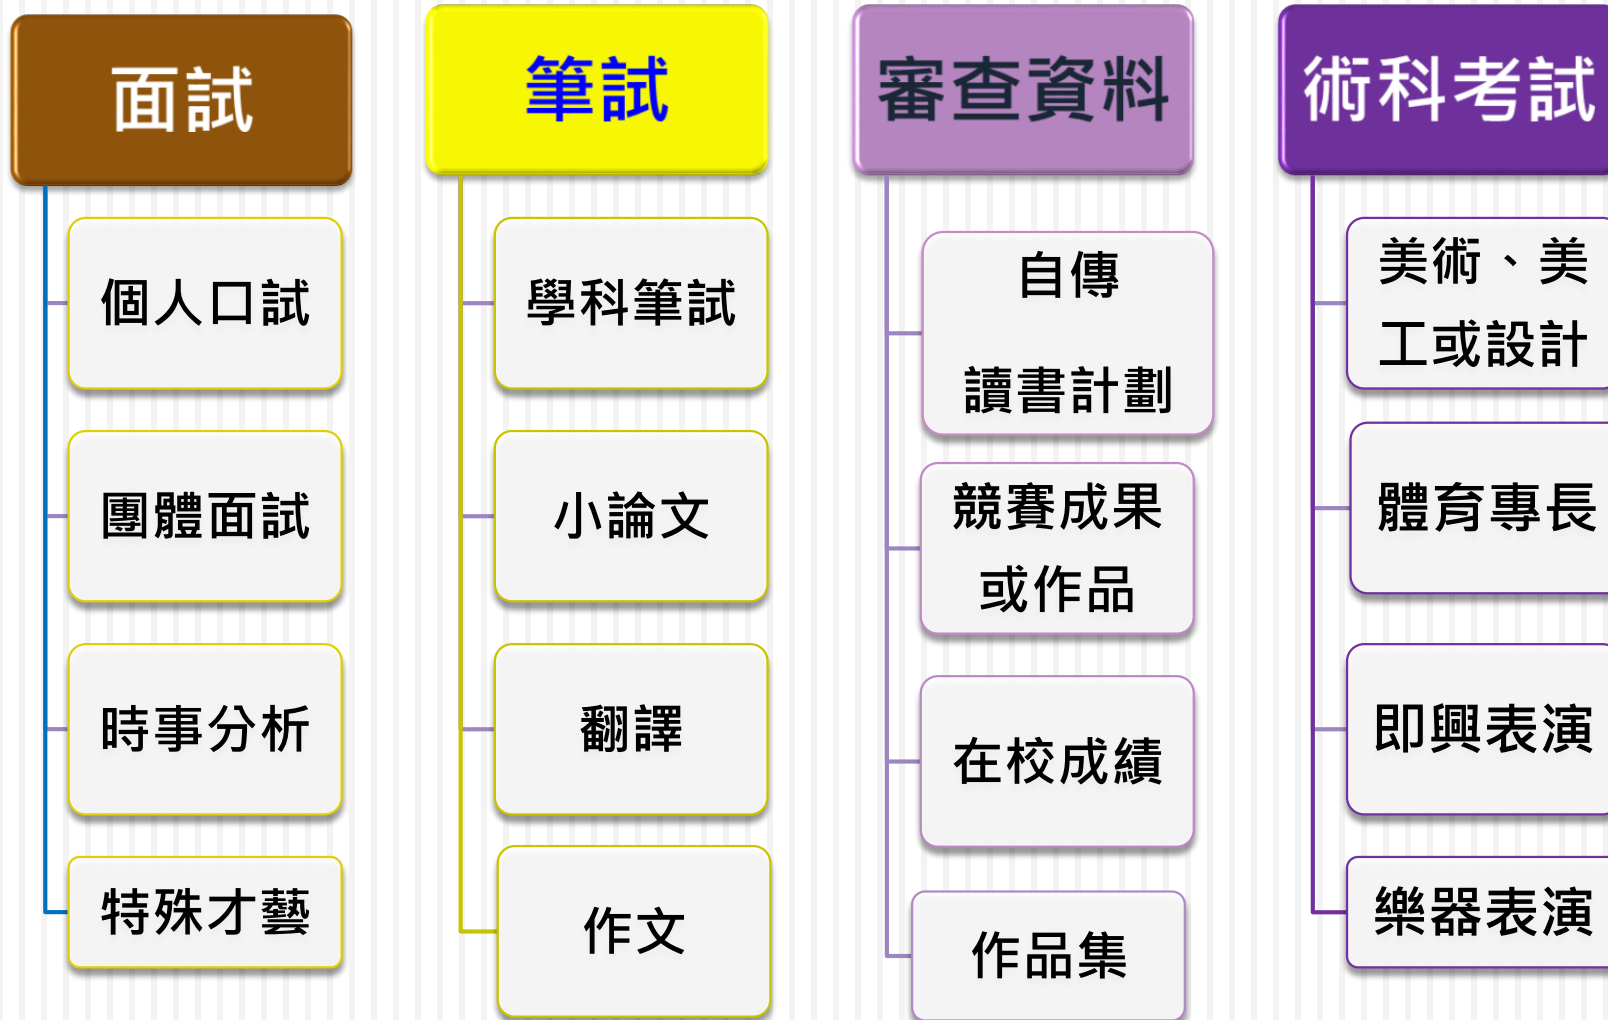 面試
個人口試
團體面試
時事分析
特殊才藝
筆試
學科筆試
小論文
翻譯
作文
審查資料
自傳
讀書計劃
競賽成果
或作品
在校成績
作品集
術科考試
美術、美
工或設計
體育專長
即興表演
樂器表演